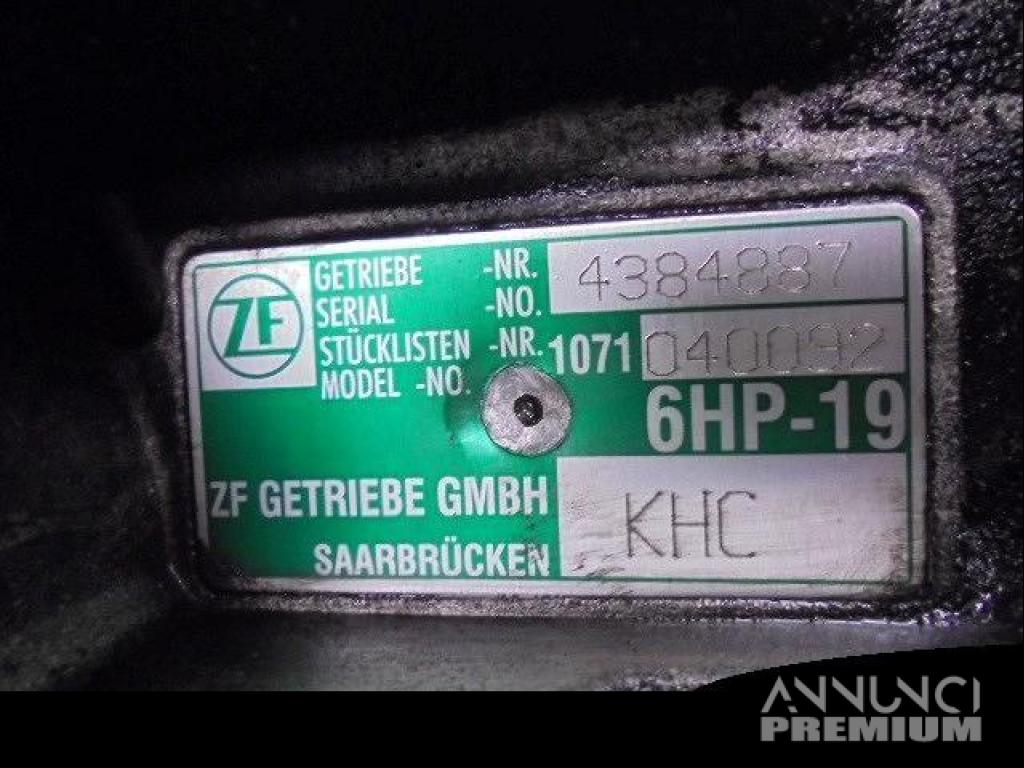 ZF
GETRIEBE -NR. 4384887
SERIAL -NO.
STÜCKLISTEN -NR. 1071 040092
MODEL -NO.
6HP-19
ZF GETRIEBE GMBH KHC
SAARBRÜCKEN
ANNUNCI
PREMIUM